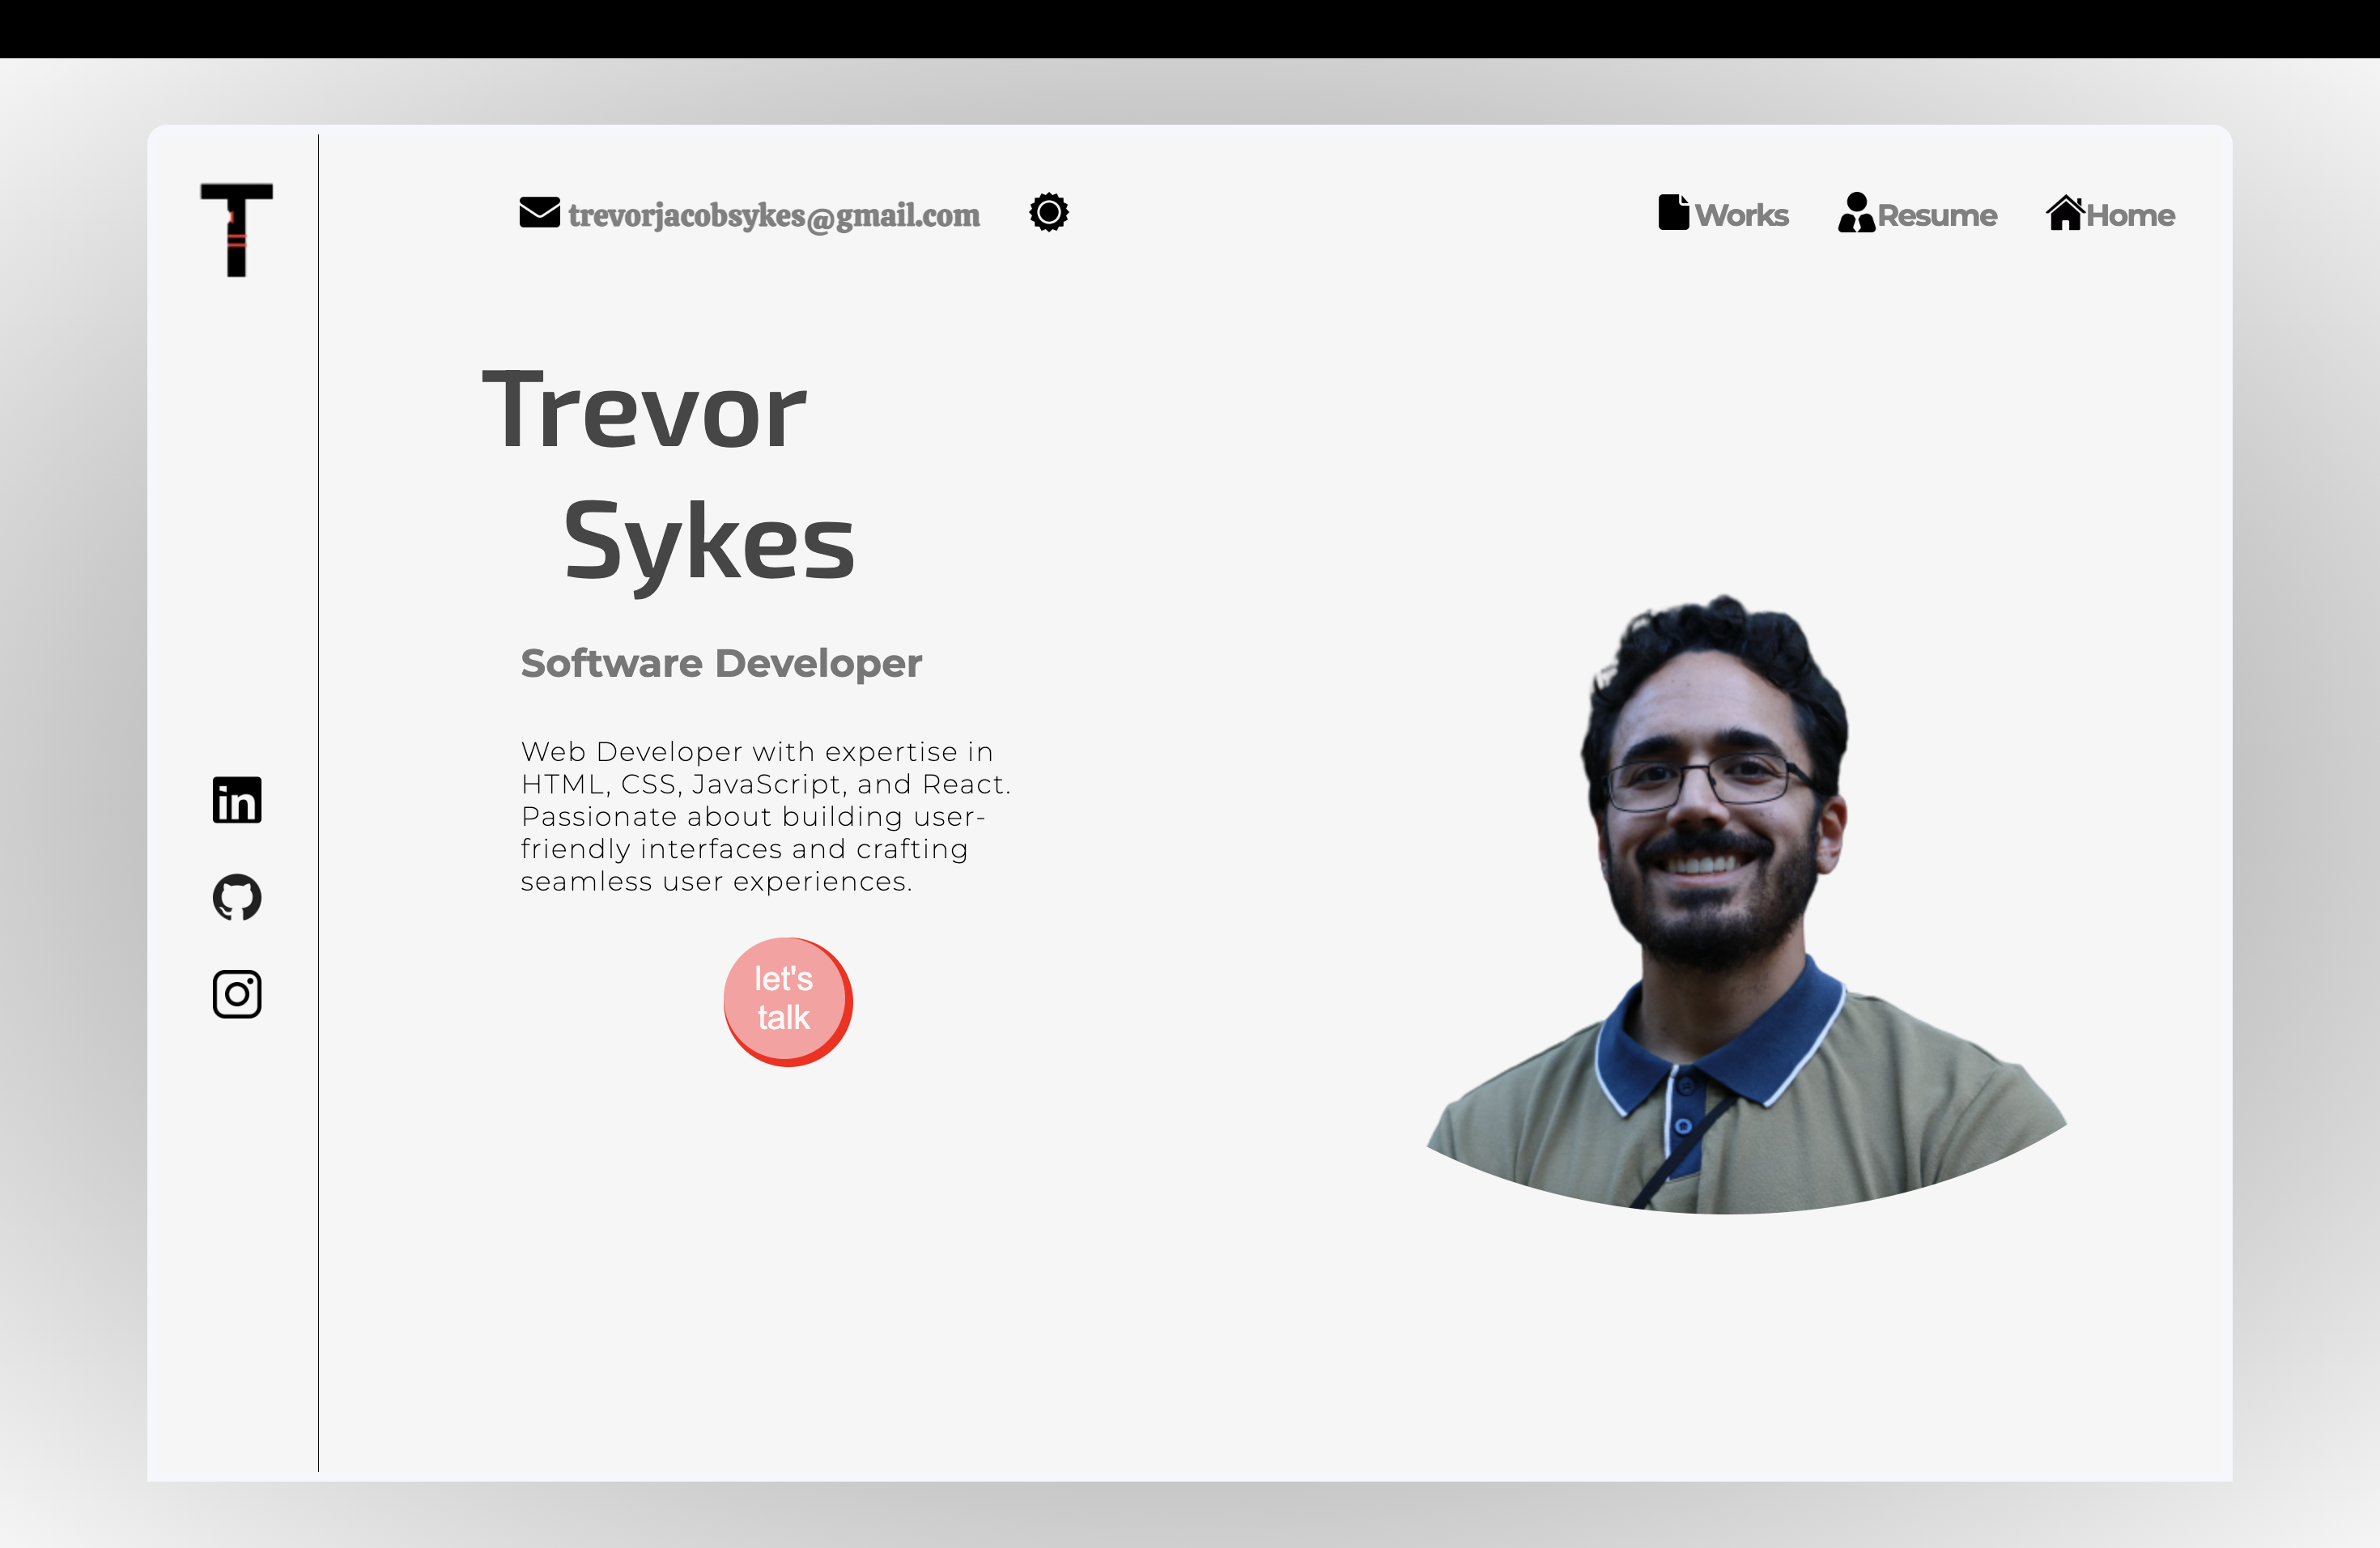 T
trevorjacobsykes@gmail.com
Works
Resume
Home
Trevor
Sykes
Software Developer
Web Developer with expertise in
HTML, CSS, JavaScript, and React.
Passionate about building user-
friendly interfaces and crafting
seamless user experiences.
in
let's
talk